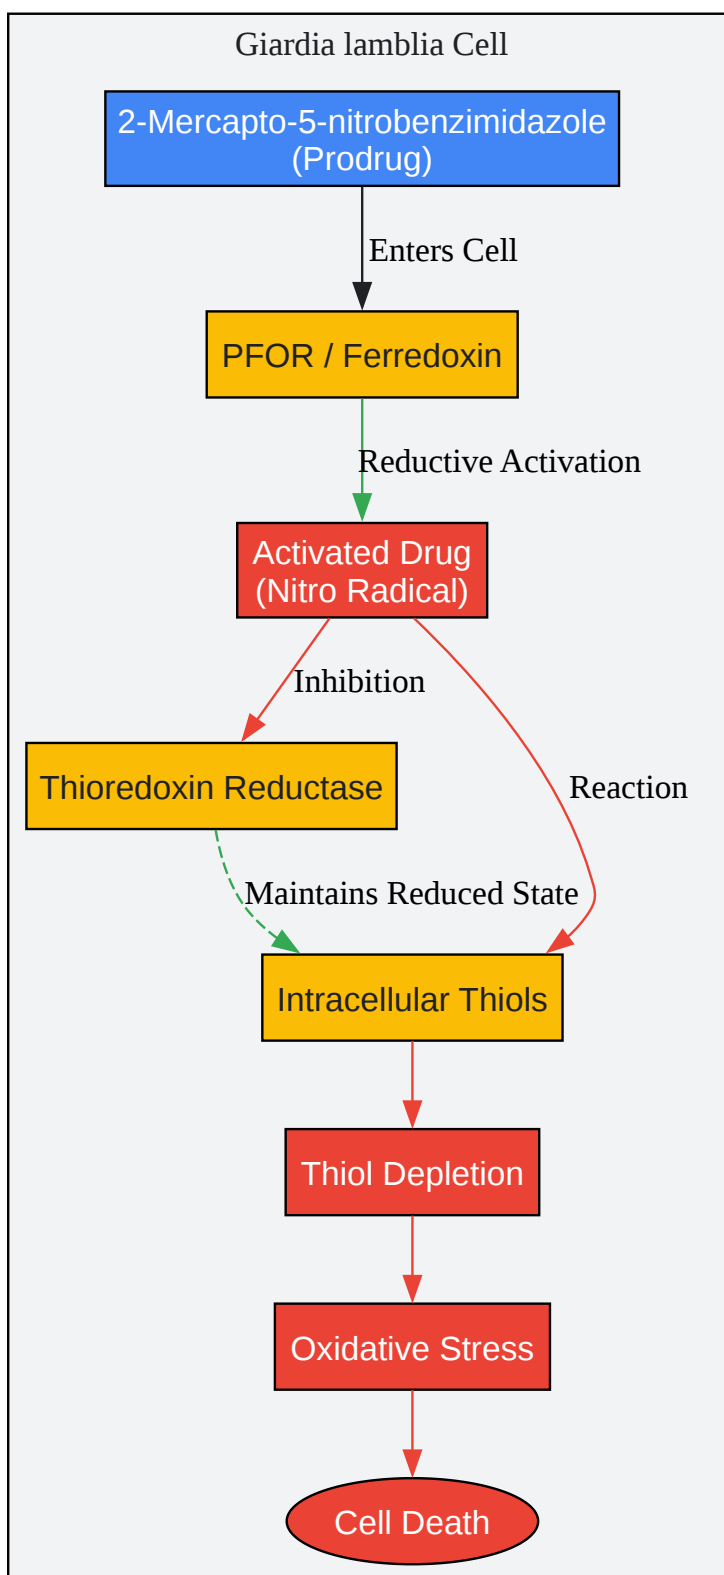 Giardia lamblia Cell
2-Mercapto-5-nitrobenzimidazole
(Prodrug)
Enters Cell
PFOR / Ferredoxin
Reductive Activation
Activated Drug
(Nitro Radical)
Inhibition
Thioredoxin Reductase
Reaction
Maintains Reduced State
Intracellular Thiols
Thiol Depletion
Oxidative Stress
Cell Death